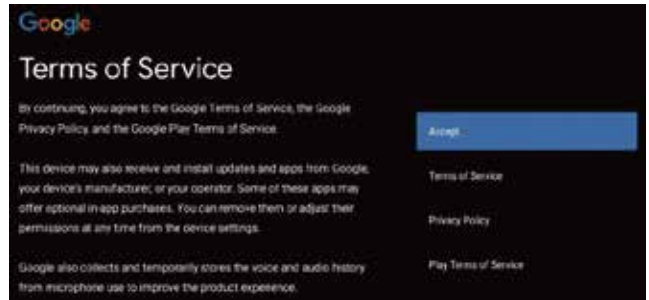 Google
Terms of Service
By continuing, you agree to the Google Terms of Service, the Google
Privacy Policy, and the Google Play Terms of Service.
This device may also receive and install updates and apps from Google,
your device's manufacturer, or your operator. Some of these apps may
offer optional in-app purchases. You can remove them or adjust their
permissions at any time from the device settings.
Google also collects and temporarily stores the voice and audio history
from microphone use to improve the product experience.
Accept
Terms of Service
Privacy Policy
Play Terms of Service